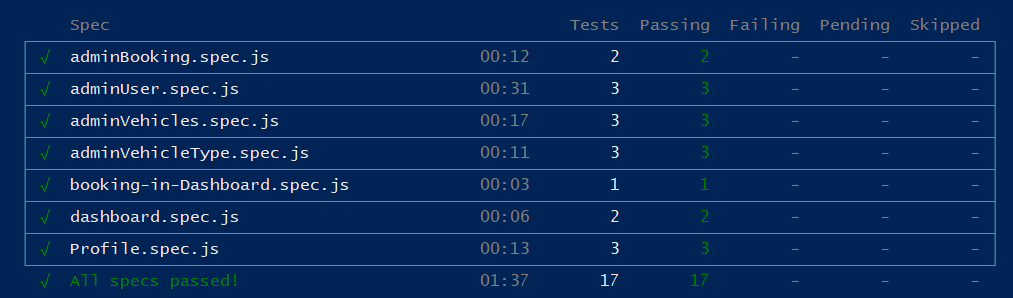 Spec Tests Passing Failing Pending Skipped
√ adminBooking.spec.js 00:12 2 2 – – –
√ adminUser.spec.js 00:31 3 3 – – –
√ adminVehicles.spec.js 00:17 3 3 – – –
√ adminVehicleType.spec.js 00:11 3 3 – – –
√ booking-in-Dashboard.spec.js 00:03 1 1 – – –
√ dashboard.spec.js 00:06 2 2 – – –
√ Profile.spec.js 00:13 3 3 – – –
√ All specs passed! 01:37 17 17 – – –